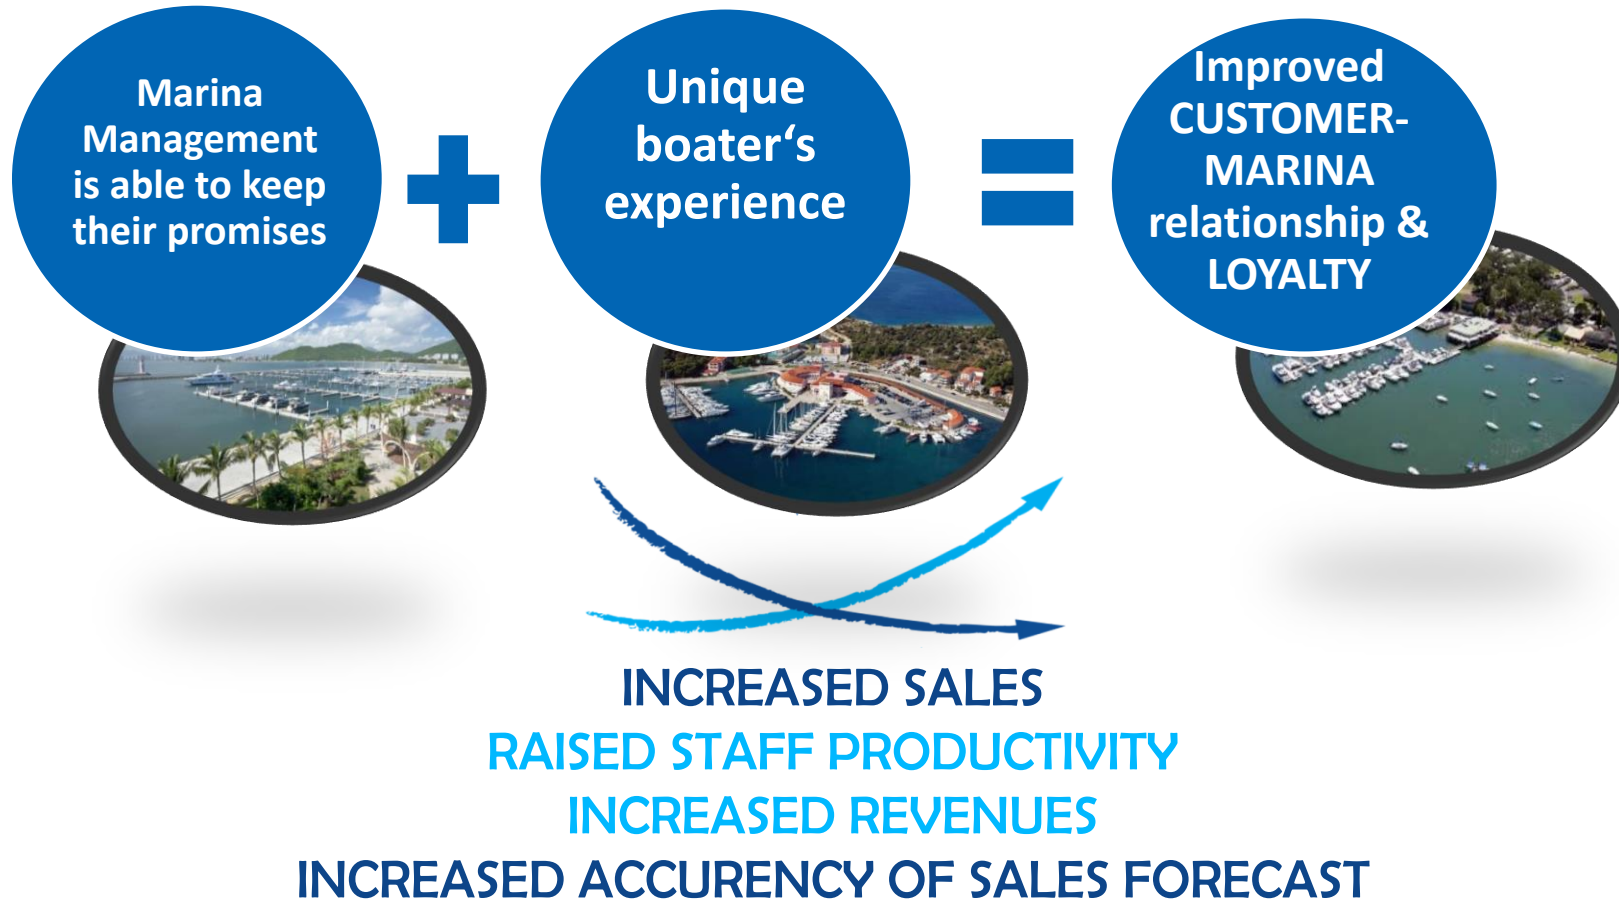 Marina
Management
is able to keep
their promises
Unique
boater‘s
experience
Improved
CUSTOMER-
MARINA
relationship &
LOYALTY
INCREASED SALES
RAISED STAFF PRODUCTIVITY
INCREASED REVENUES
INCREASED ACCURENCY OF SALES FORECAST